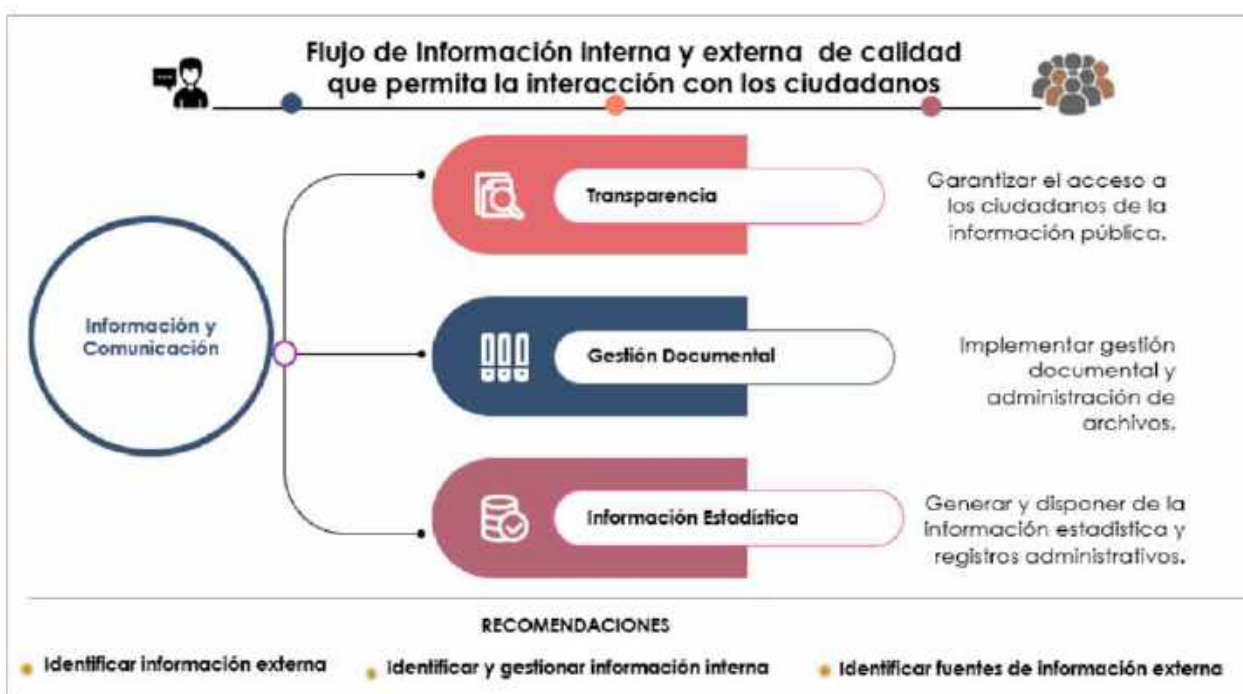 Flujo de Información interna y externa de calidad
que permita la interacción con los ciudadanos
Información y
Comunicación
Transparencia
Garantizar el acceso a
los ciudadanos de la
información pública.
Gestión Documental
Implementar gestión
documental y
administración de
archivos.
Información Estadística
Generar y disponer de la
información estadística y
registros administrativos.
RECOMENDACIONES
Identificar información externa
Identificar y gestionar información interna
Identificar fuentes de información externa